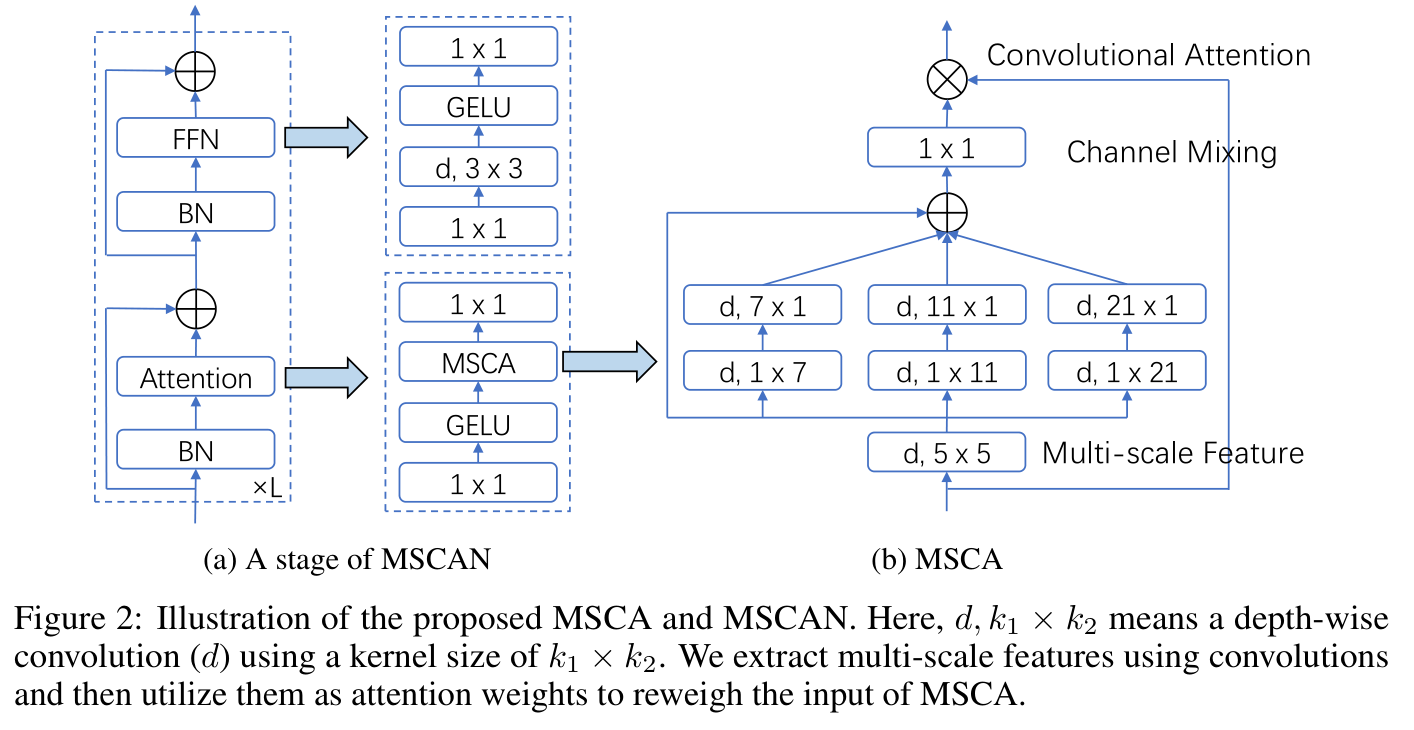 FFN
BN
Attention
BN
×L
1 x 1
GELU
d, 3 x 3
1 x 1
1 x 1
MSCA
GELU
1 x 1
(a) A stage of MSCAN
Convolutional Attention
1 x 1
Channel Mixing
d, 7 x 1
d, 11 x 1
d, 21 x 1
d, 1 x 7
d, 1 x 11
d, 1 x 21
d, 5 x 5
Multi-scale Feature
(b) MSCA
Figure 2: Illustration of the proposed MSCA and MSCAN. Here, d, k₁ × k₂ means a depth-wise
convolution (d) using a kernel size of k₁ × k₂. We extract multi-scale features using convolutions
and then utilize them as attention weights to reweigh the input of MSCA.